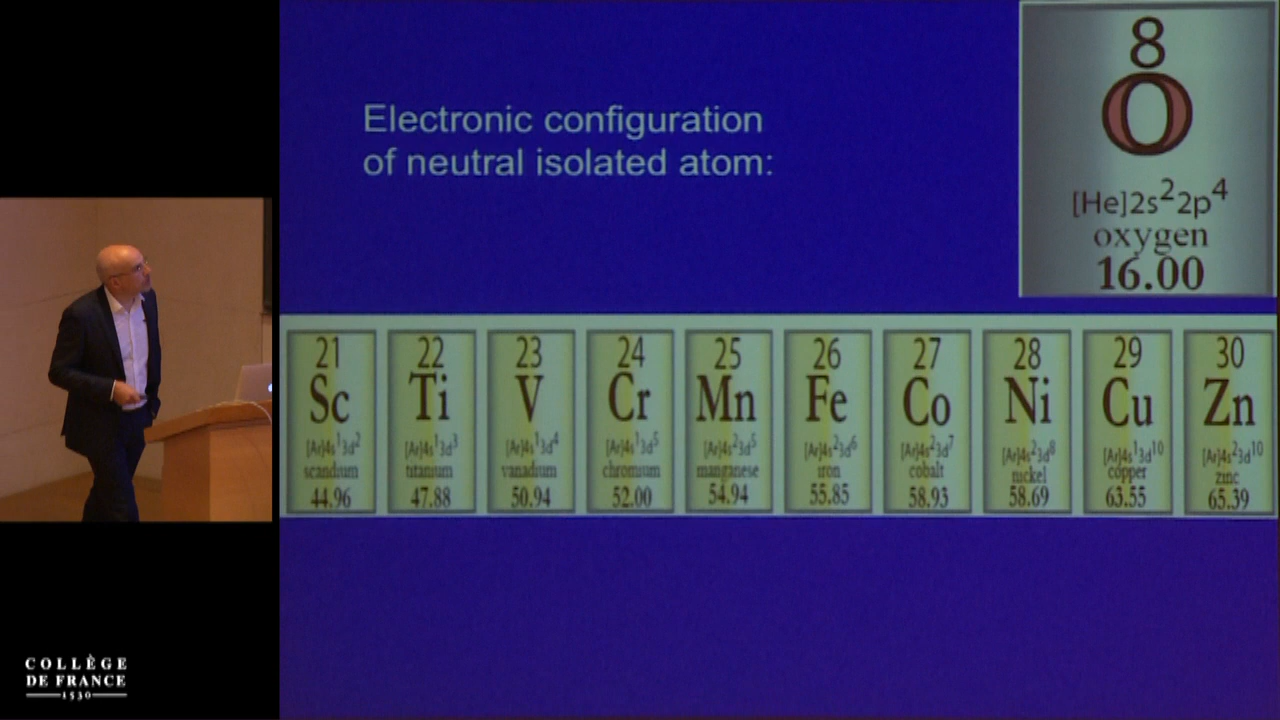 Electronic configuration
of neutral isolated atom:
8
O
[He]2s²2p⁴
oxygen
16.00
21
Sc
[Ar]4s¹3d²
scandium
44.96
22
Ti
[Ar]4s¹3d³
titanium
47.88
23
V
[Ar]4s¹3d⁴
vanadium
50.94
24
Cr
[Ar]4s¹3d⁵
chromium
52.00
25
Mn
[Ar]4s²3d⁵
manganese
54.94
26
Fe
[Ar]4s²3d⁶
iron
55.85
27
Co
[Ar]4s²3d⁷
cobalt
58.93
28
Ni
[Ar]4s²3d⁸
nickel
58.69
29
Cu
[Ar]4s¹3d¹⁰
copper
63.55
30
Zn
[Ar]4s²3d¹⁰
zinc
65.39
COLLÈGE
DE FRANCE
1530